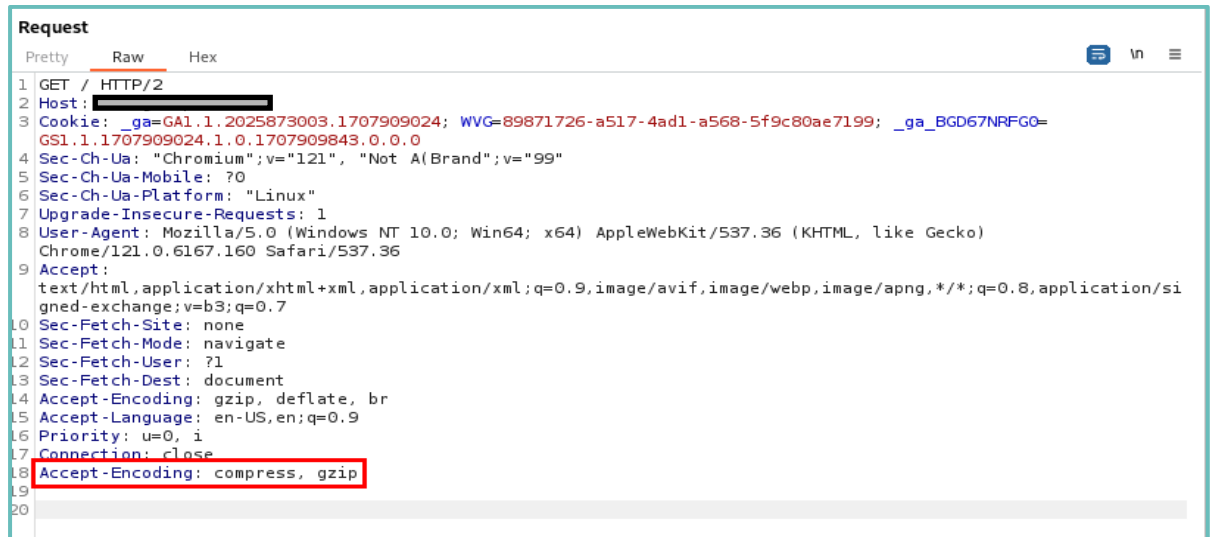 Request
Pretty Raw Hex \n
1 GET / HTTP/2
2 Host:
3 Cookie: _ga=GA1.1.2025873003.1707909024; WVG=89871726-a517-4ad1-a568-5f9c80ae7199; _ga_BGD67NRFG0=
GS1.1.1707909024.1.0.1707909843.0.0.0
4 Sec-Ch-Ua: "Chromium";v="121", "Not A(Brand";v="99"
5 Sec-Ch-Ua-Mobile: ?0
6 Sec-Ch-Ua-Platform: "Linux"
7 Upgrade-Insecure-Requests: 1
8 User-Agent: Mozilla/5.0 (Windows NT 10.0; Win64; x64) AppleWebKit/537.36 (KHTML, like Gecko)
Chrome/121.0.6167.160 Safari/537.36
9 Accept:
text/html,application/xhtml+xml,application/xml;q=0.9,image/avif,image/webp,image/apng,*/*;q=0.8,application/si
gned-exchange;v=b3;q=0.7
10 Sec-Fetch-Site: none
11 Sec-Fetch-Mode: navigate
12 Sec-Fetch-User: ?1
13 Sec-Fetch-Dest: document
14 Accept-Encoding: gzip, deflate, br
15 Accept-Language: en-US,en;q=0.9
16 Priority: u=0, i
17 Connection: close
18 Accept-Encoding: compress, gzip
19
20